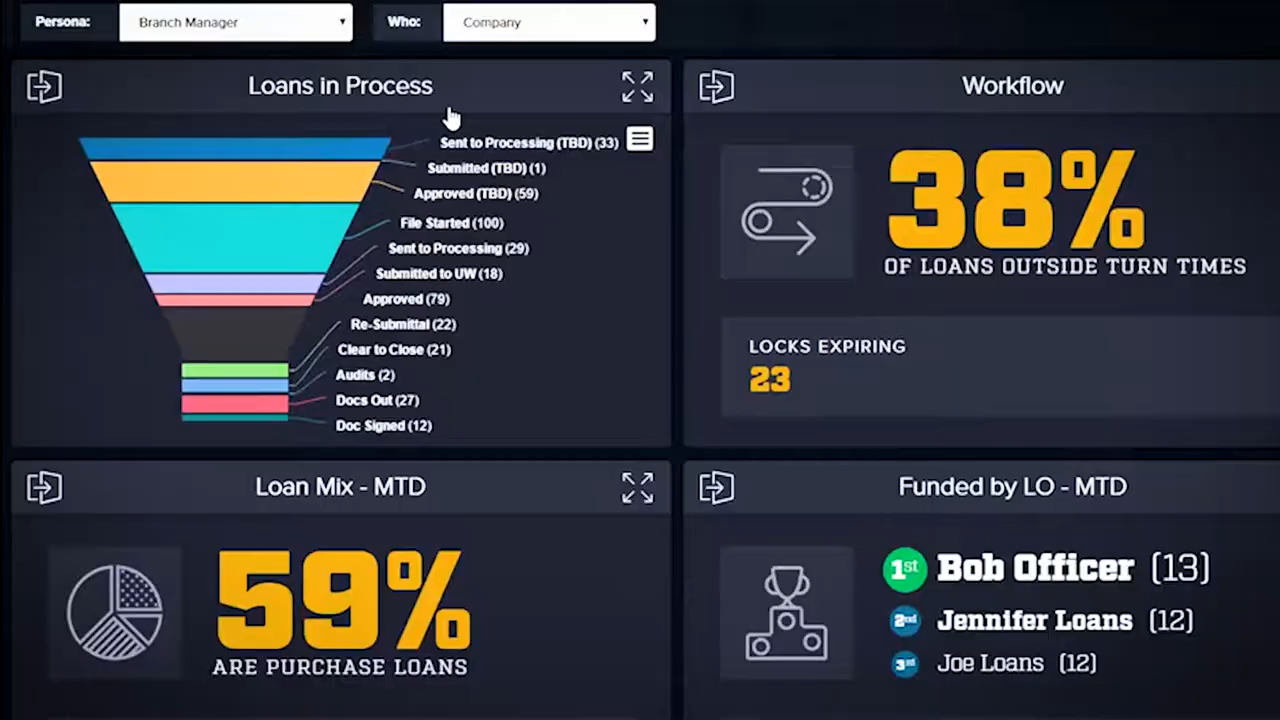 Persona: Branch Manager Who: Company
Loans in Process
Sent to Processing (TBD) (33)
Submitted (TBD) (1)
Approved (TBD) (59)
File Started (100)
Sent to Processing (29)
Submitted to UW (18)
Approved (79)
Re-Submittal (22)
Clear to Close (21)
Audits (2)
Docs Out (27)
Doc Signed (12)
Workflow
38%
OF LOANS OUTSIDE TURN TIMES
LOCKS EXPIRING
23
Loan Mix - MTD
59%
ARE PURCHASE LOANS
Funded by LO - MTD
1st Bob Officer (13)
2nd Jennifer Loans (12)
3rd Joe Loans (12)